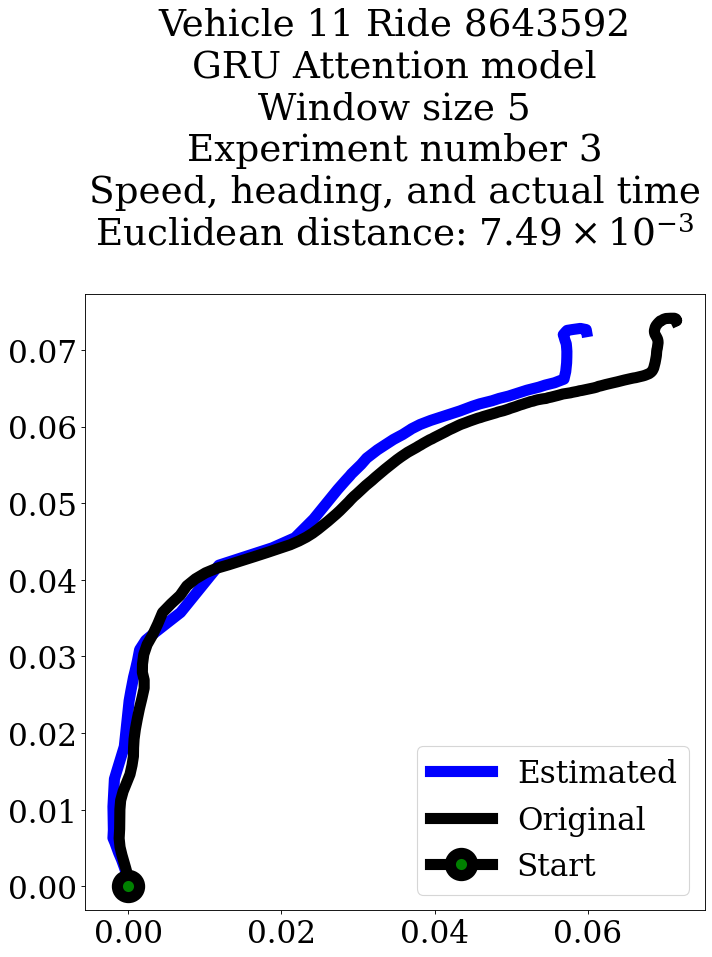 Vehicle 11 Ride 8643592
GRU Attention model
Window size 5
Experiment number 3
Speed, heading, and actual time
Euclidean distance: 7.49 × 10⁻³
0.07
0.06
0.05
0.04
0.03
0.02
0.01
0.00
Estimated
Original
Start
0.00 0.02 0.04 0.06